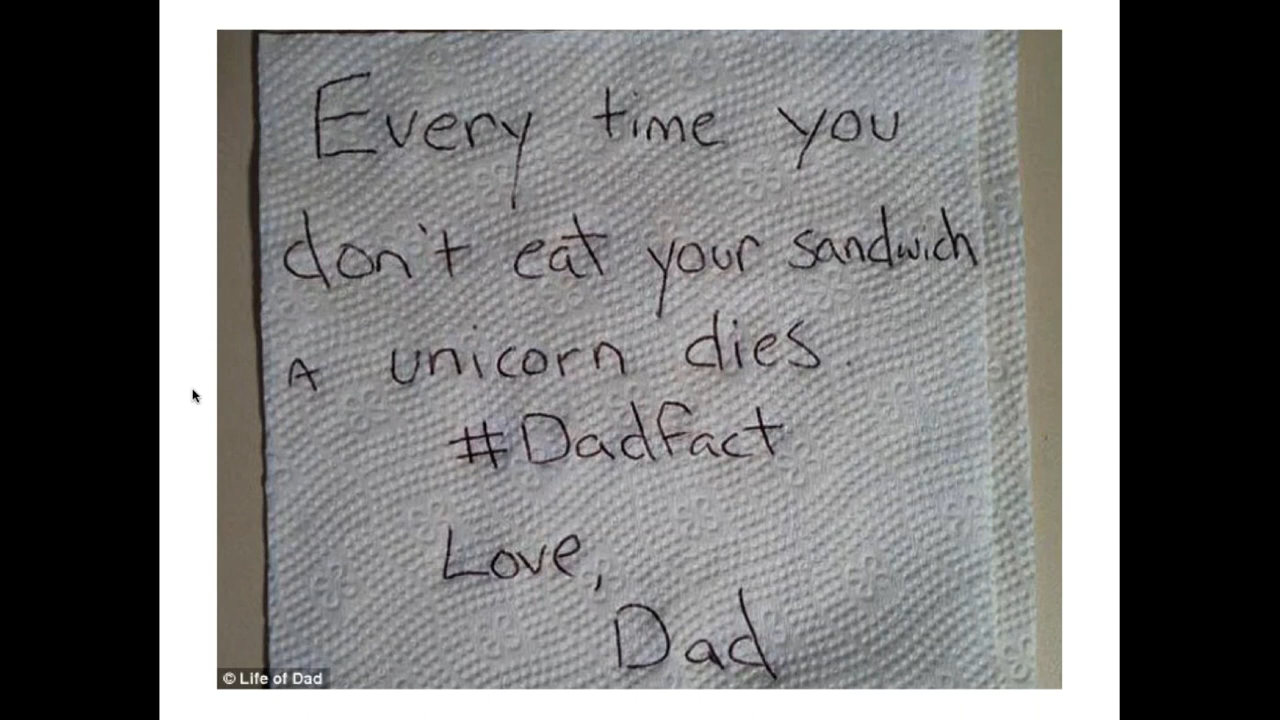 Every time you
don't eat your sandwich
A unicorn dies.
#Dadfact
Love,
Dad
© Life of Dad